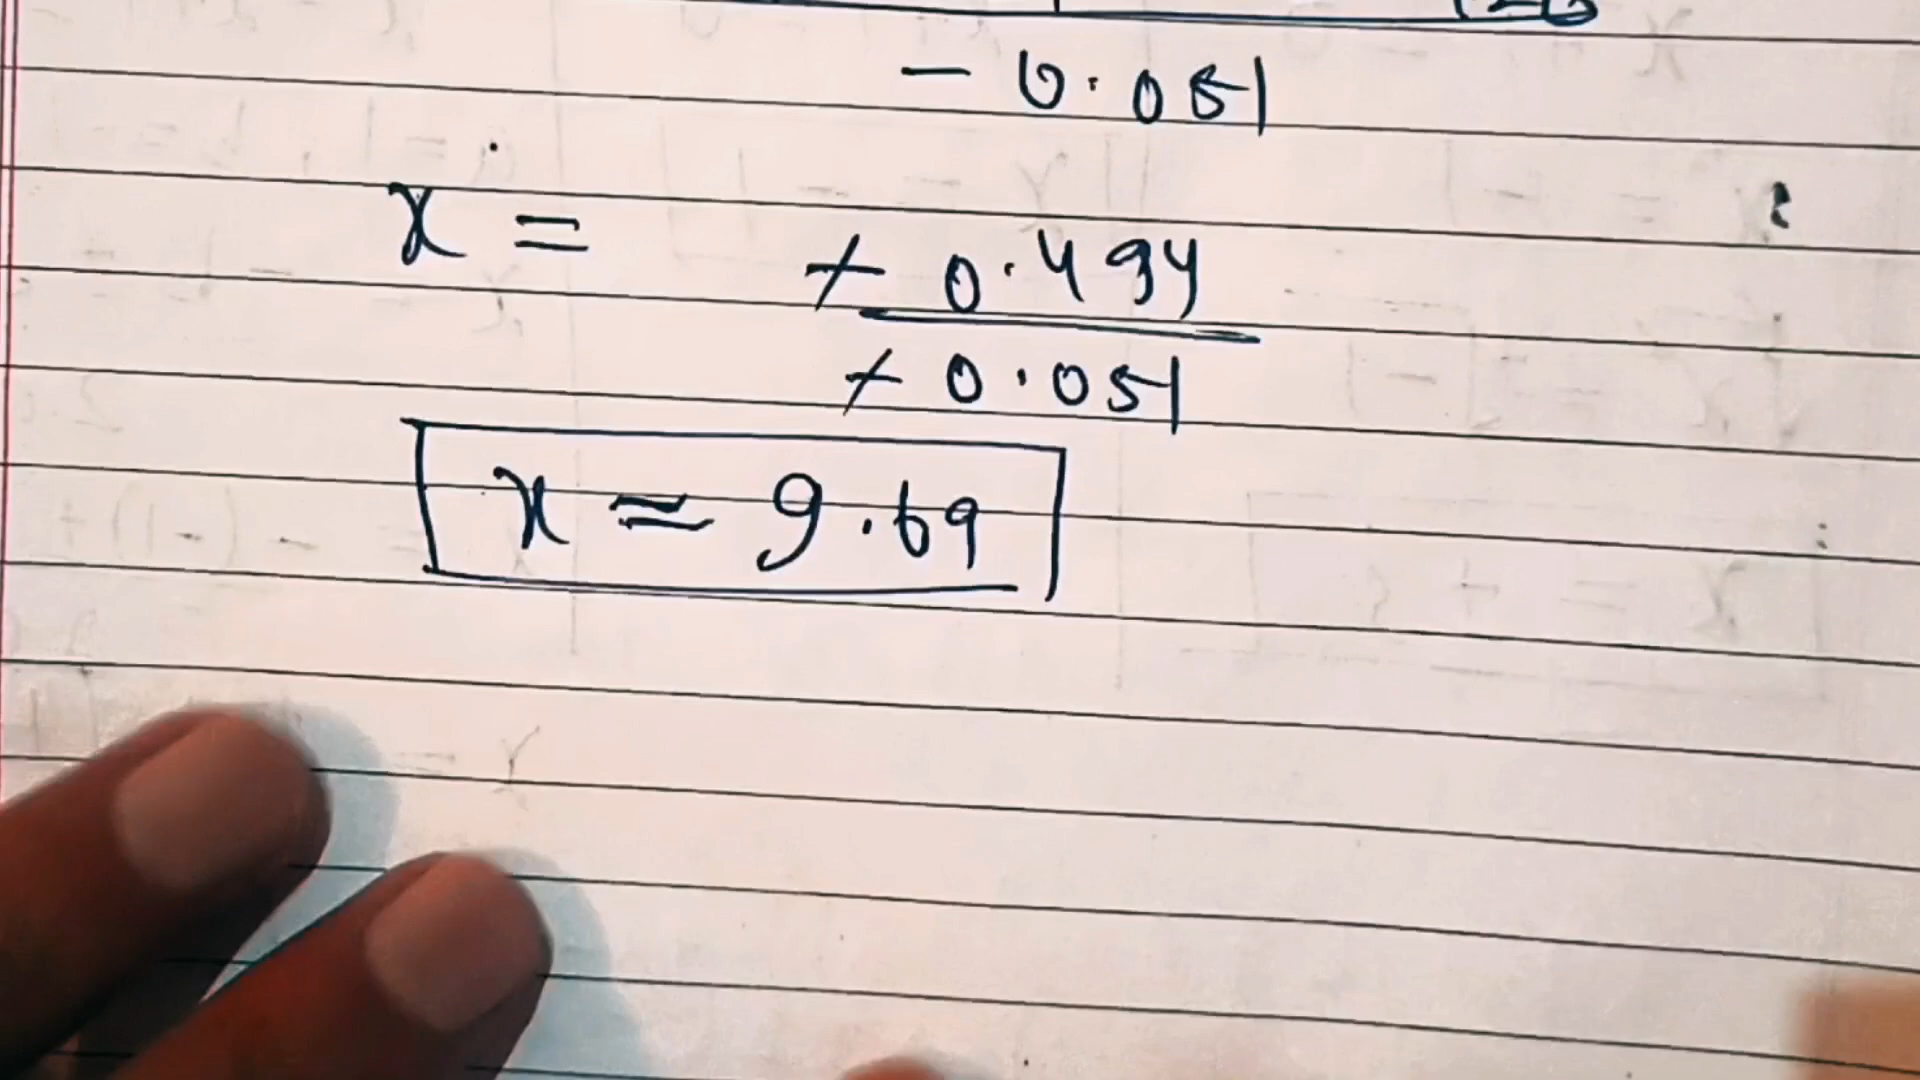 - 0.051
x = + 0.494
+ 0.051
x ≈ 9.69